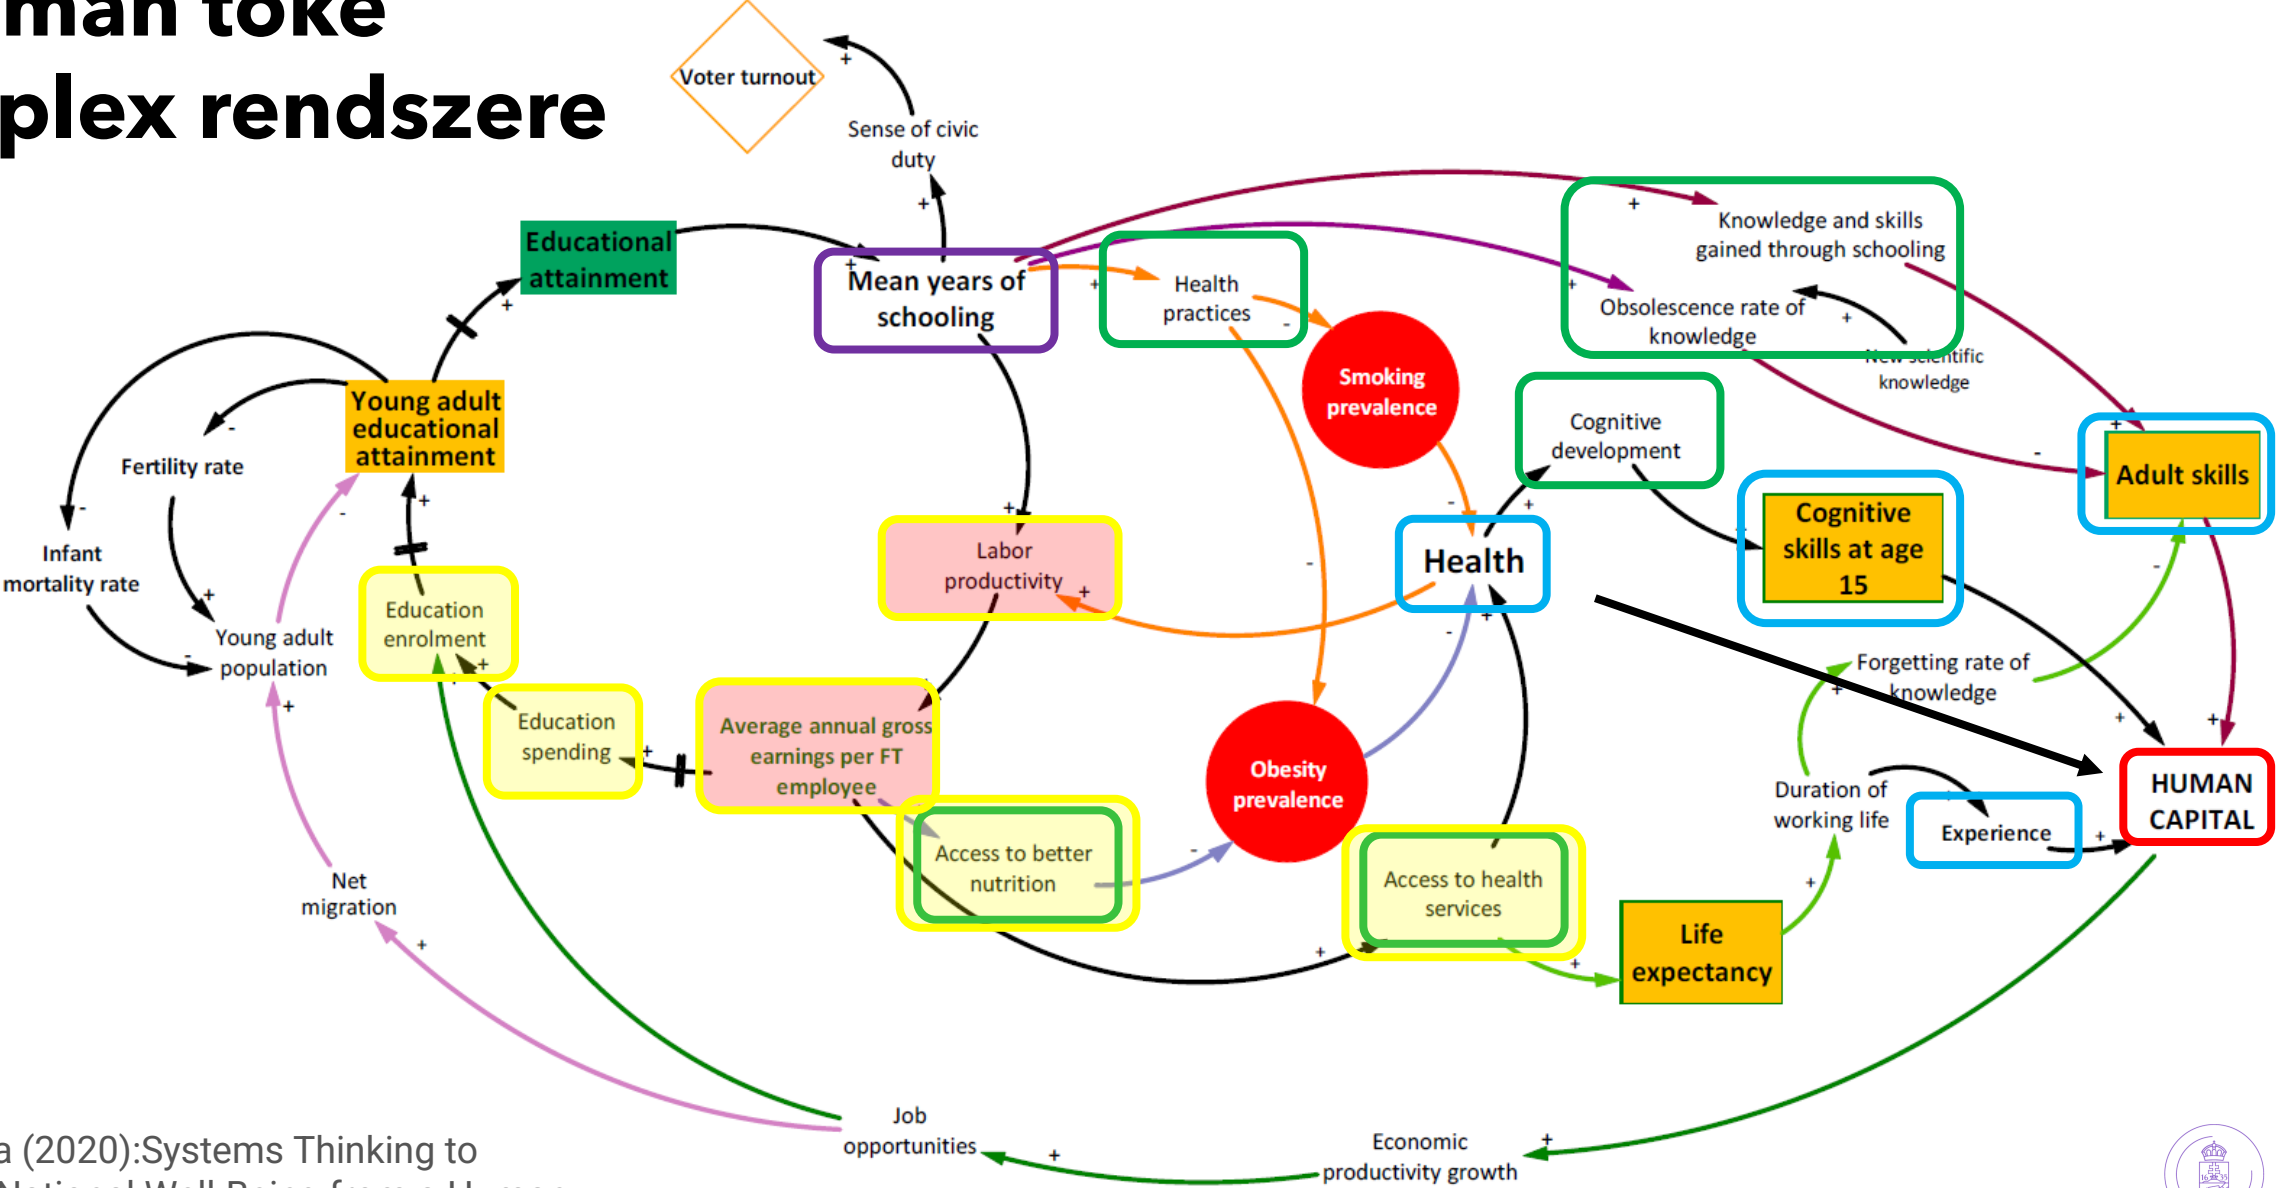 man tőke
plex rendszere
Voter turnout
+
Sense of civic
duty
+
Educational
attainment
+
Mean years of
schooling
+
+
Health
practices
-
+
Knowledge and skills
gained through schooling
+
Obsolescence rate of
knowledge
+
New scientific
knowledge
Smoking
prevalence
Cognitive
development
Young adult
educational
attainment
-
Fertility rate
-
Infant
mortality rate
+
-
Young adult
population
+
-
+
Education
enrolment
+
Education
spending
+
Labor
productivity
+
+
Average annual gross
earnings per FT
employee
Access to better
nutrition
-
Obesity
prevalence
-
-
-
Health
+
+
Cognitive
skills at age
15
+
-
Adult skills
-
Forgetting rate of
knowledge
+
+
+
Duration of
working life
Experience
+
HUMAN
CAPITAL
Access to health
services
+
+
Life
expectancy
+
Net
migration
+
Job
opportunities
+
Economic
productivity growth
+
a (2020):Systems Thinking to